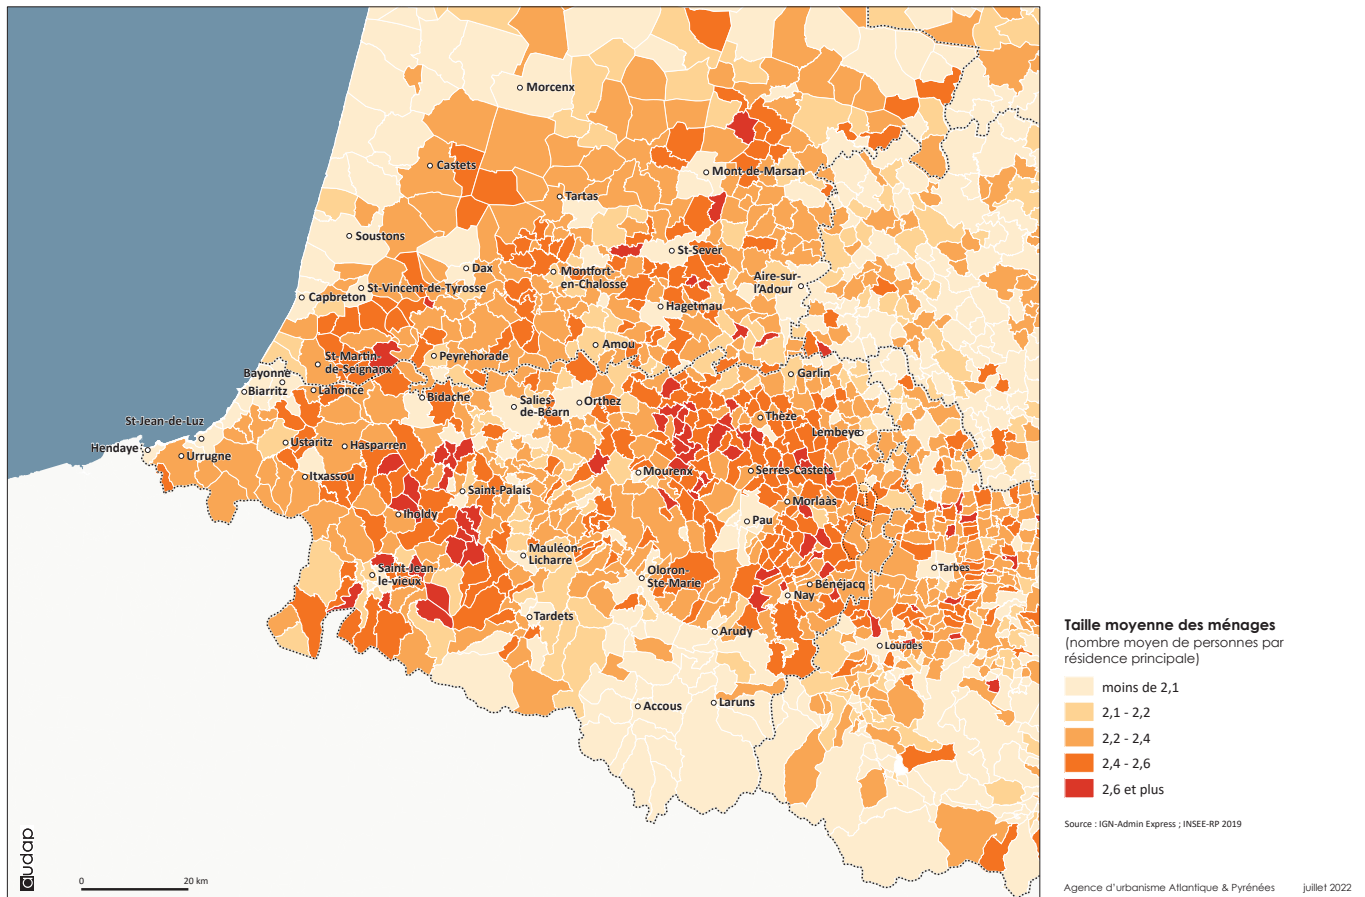 Morcenx
Castets
Mont-de-Marsan
Tartas
Soustons
St-Sever
Dax
Montfort-
en-Chalosse
Aire-sur-
l'Adour
St-Vincent-de-Tyrosse
Capbreton
Hagetmau
Amou
St-Martin-
de-Seignanx
Peyrehorade
Bayonne
Garlin
Biarritz
Lahonce
Bidache
Salies-
de-Béarn
Orthez
Thèze
St-Jean-de-Luz
Lembeye
Hendaye
Urrugne
Ustaritz
Hasparren
Itxassou
Mourenx
Serres-Castets
Saint-Palais
Morlaàs
Iholdy
Pau
Mauléon-
Licharre
Saint-Jean-
le-vieux
Oloron-
Ste-Marie
Tarbes
Bénéjacq
Nay
Tardets
Arudy
Lourdes
Accous
Laruns
audap
0 20 km
Taille moyenne des ménages
(nombre moyen de personnes par
résidence principale)
moins de 2,1
2,1 - 2,2
2,2 - 2,4
2,4 - 2,6
2,6 et plus
Source : IGN-Admin Express ; INSEE-RP 2019
Agence d'urbanisme Atlantique & Pyrénées juillet 2022